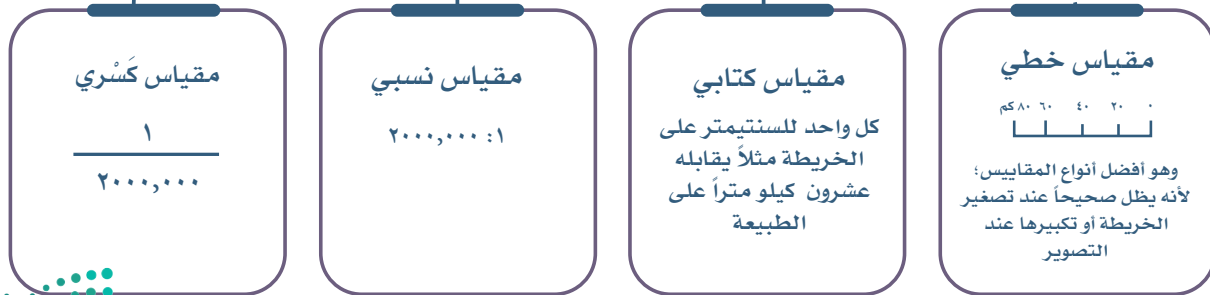 مقياس خطي
٠ ٢٠ ٤٠ ٦٠ ٨٠ كم
وهو أفضل أنواع المقاييس؛
لأنه يظل صحيحاً عند تصغير
الخريطة أو تكبيرها عند
التصوير
مقياس كتابي
كل واحد للسنتيمتر على
الخريطة مثلاً يقابله
عشرون كيلو متراً على
الطبيعة
مقياس نسبي
١: ٢٠٠٠,٠٠٠
مقياس كَسْري
١
٢٠٠٠,٠٠٠